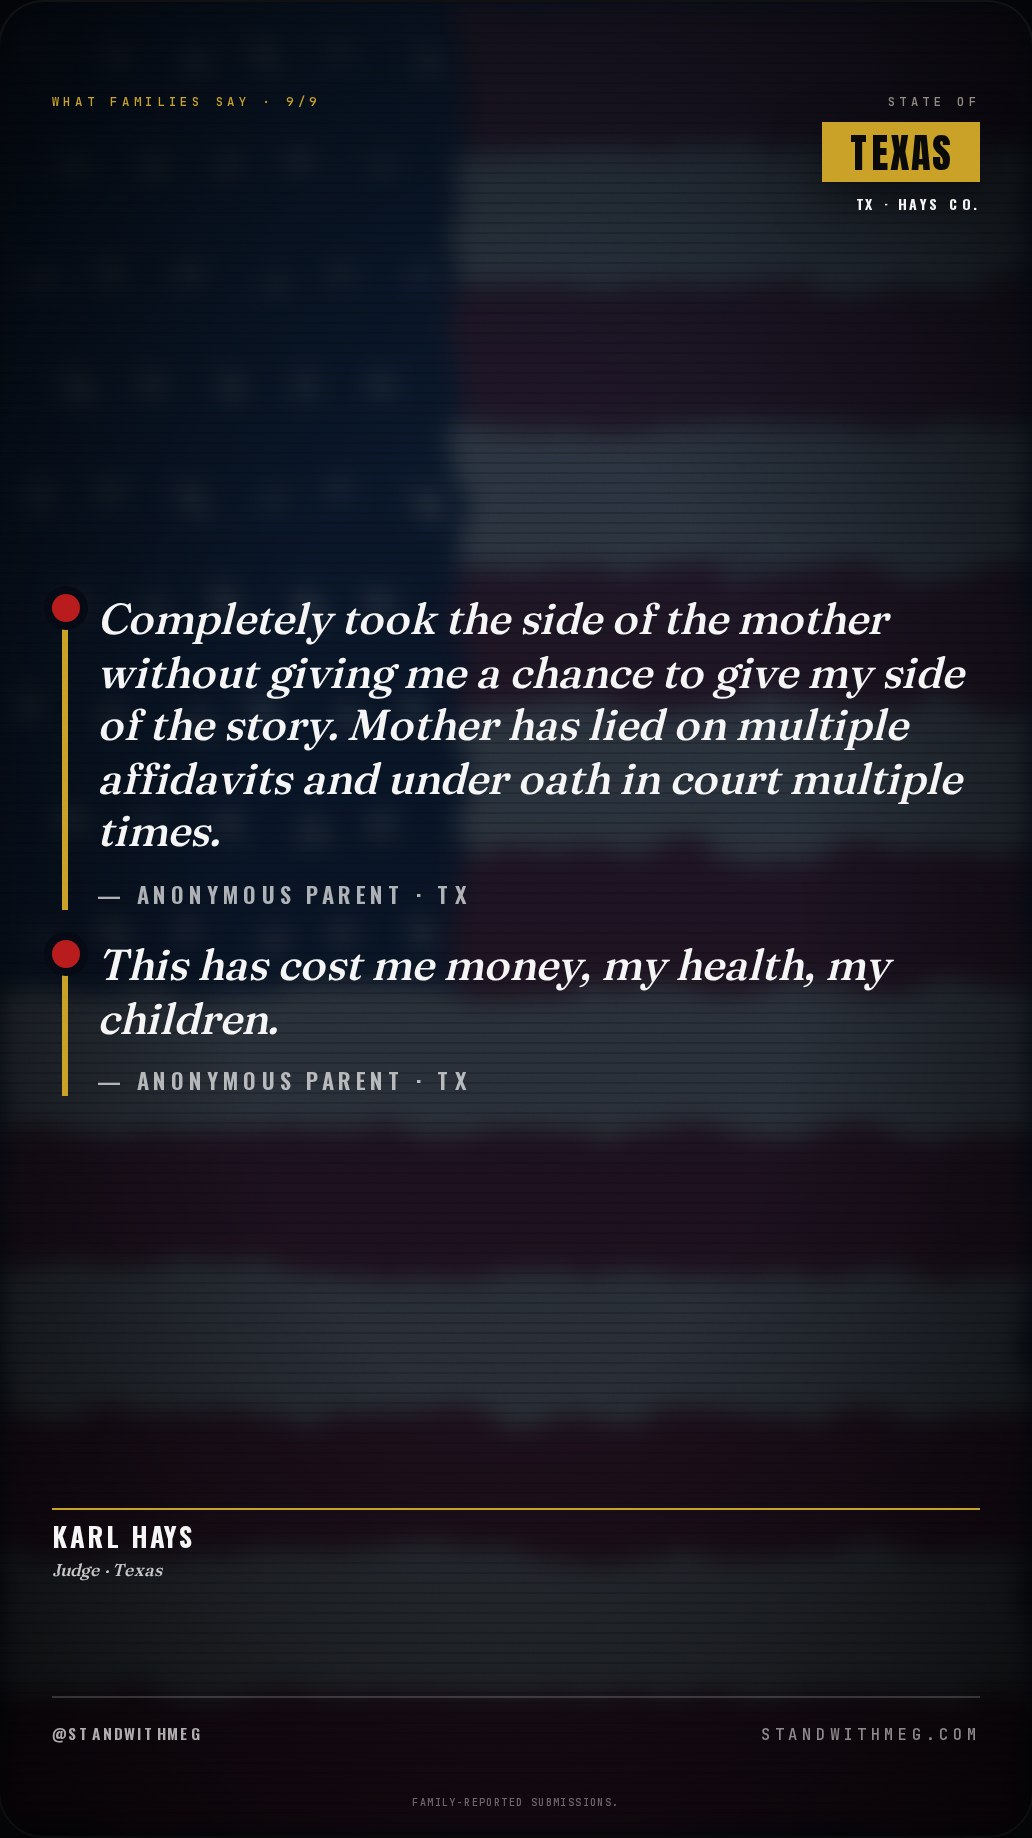 WHAT FAMILIES SAY · 9/9
STATE OF
TEXAS
TX · HAYS CO.
Completely took the side of the mother
without giving me a chance to give my side
of the story. Mother has lied on multiple
affidavits and under oath in court multiple
times.
— ANONYMOUS PARENT · TX
This has cost me money, my health, my
children.
— ANONYMOUS PARENT · TX
KARL HAYS
Judge · Texas
@STANDWITHMEG
STANDWITHMEG.COM
FAMILY-REPORTED SUBMISSIONS.